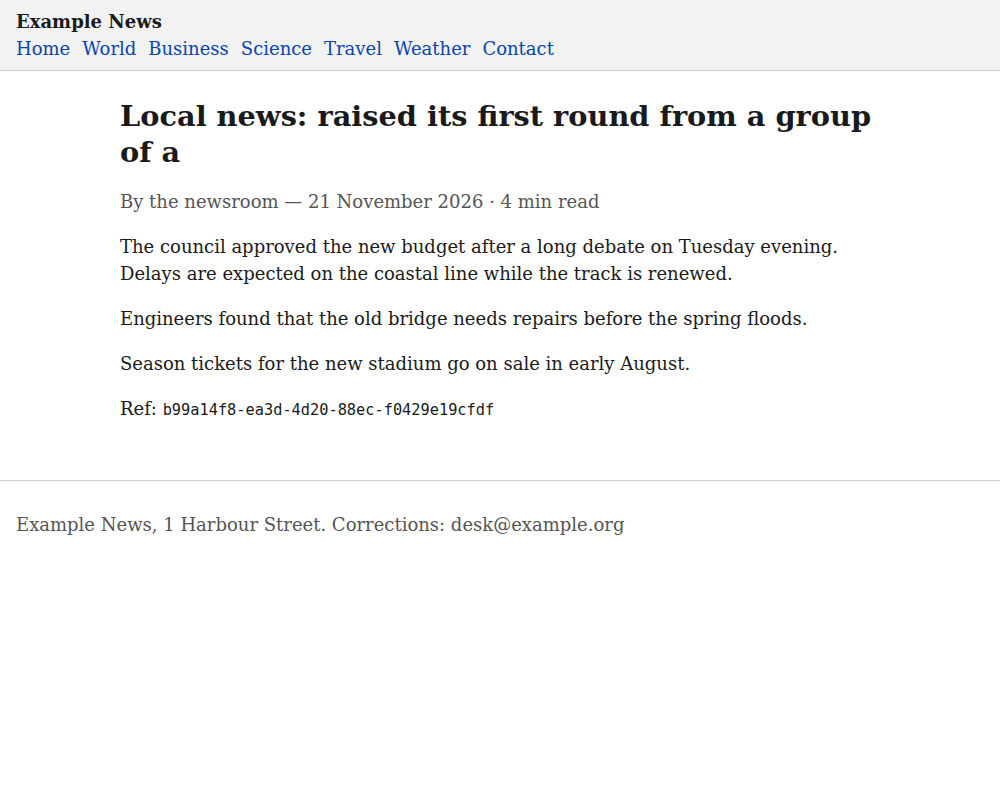 Example News
Home World Business Science Travel Weather Contact
Local news: raised its first round from a group
of a
By the newsroom — 21 November 2026 · 4 min read
The council approved the new budget after a long debate on Tuesday evening.
Delays are expected on the coastal line while the track is renewed.
Engineers found that the old bridge needs repairs before the spring floods.
Season tickets for the new stadium go on sale in early August.
Ref: b99a14f8-ea3d-4d20-88ec-f0429e19cfdf
Example News, 1 Harbour Street. Corrections: desk@example.org